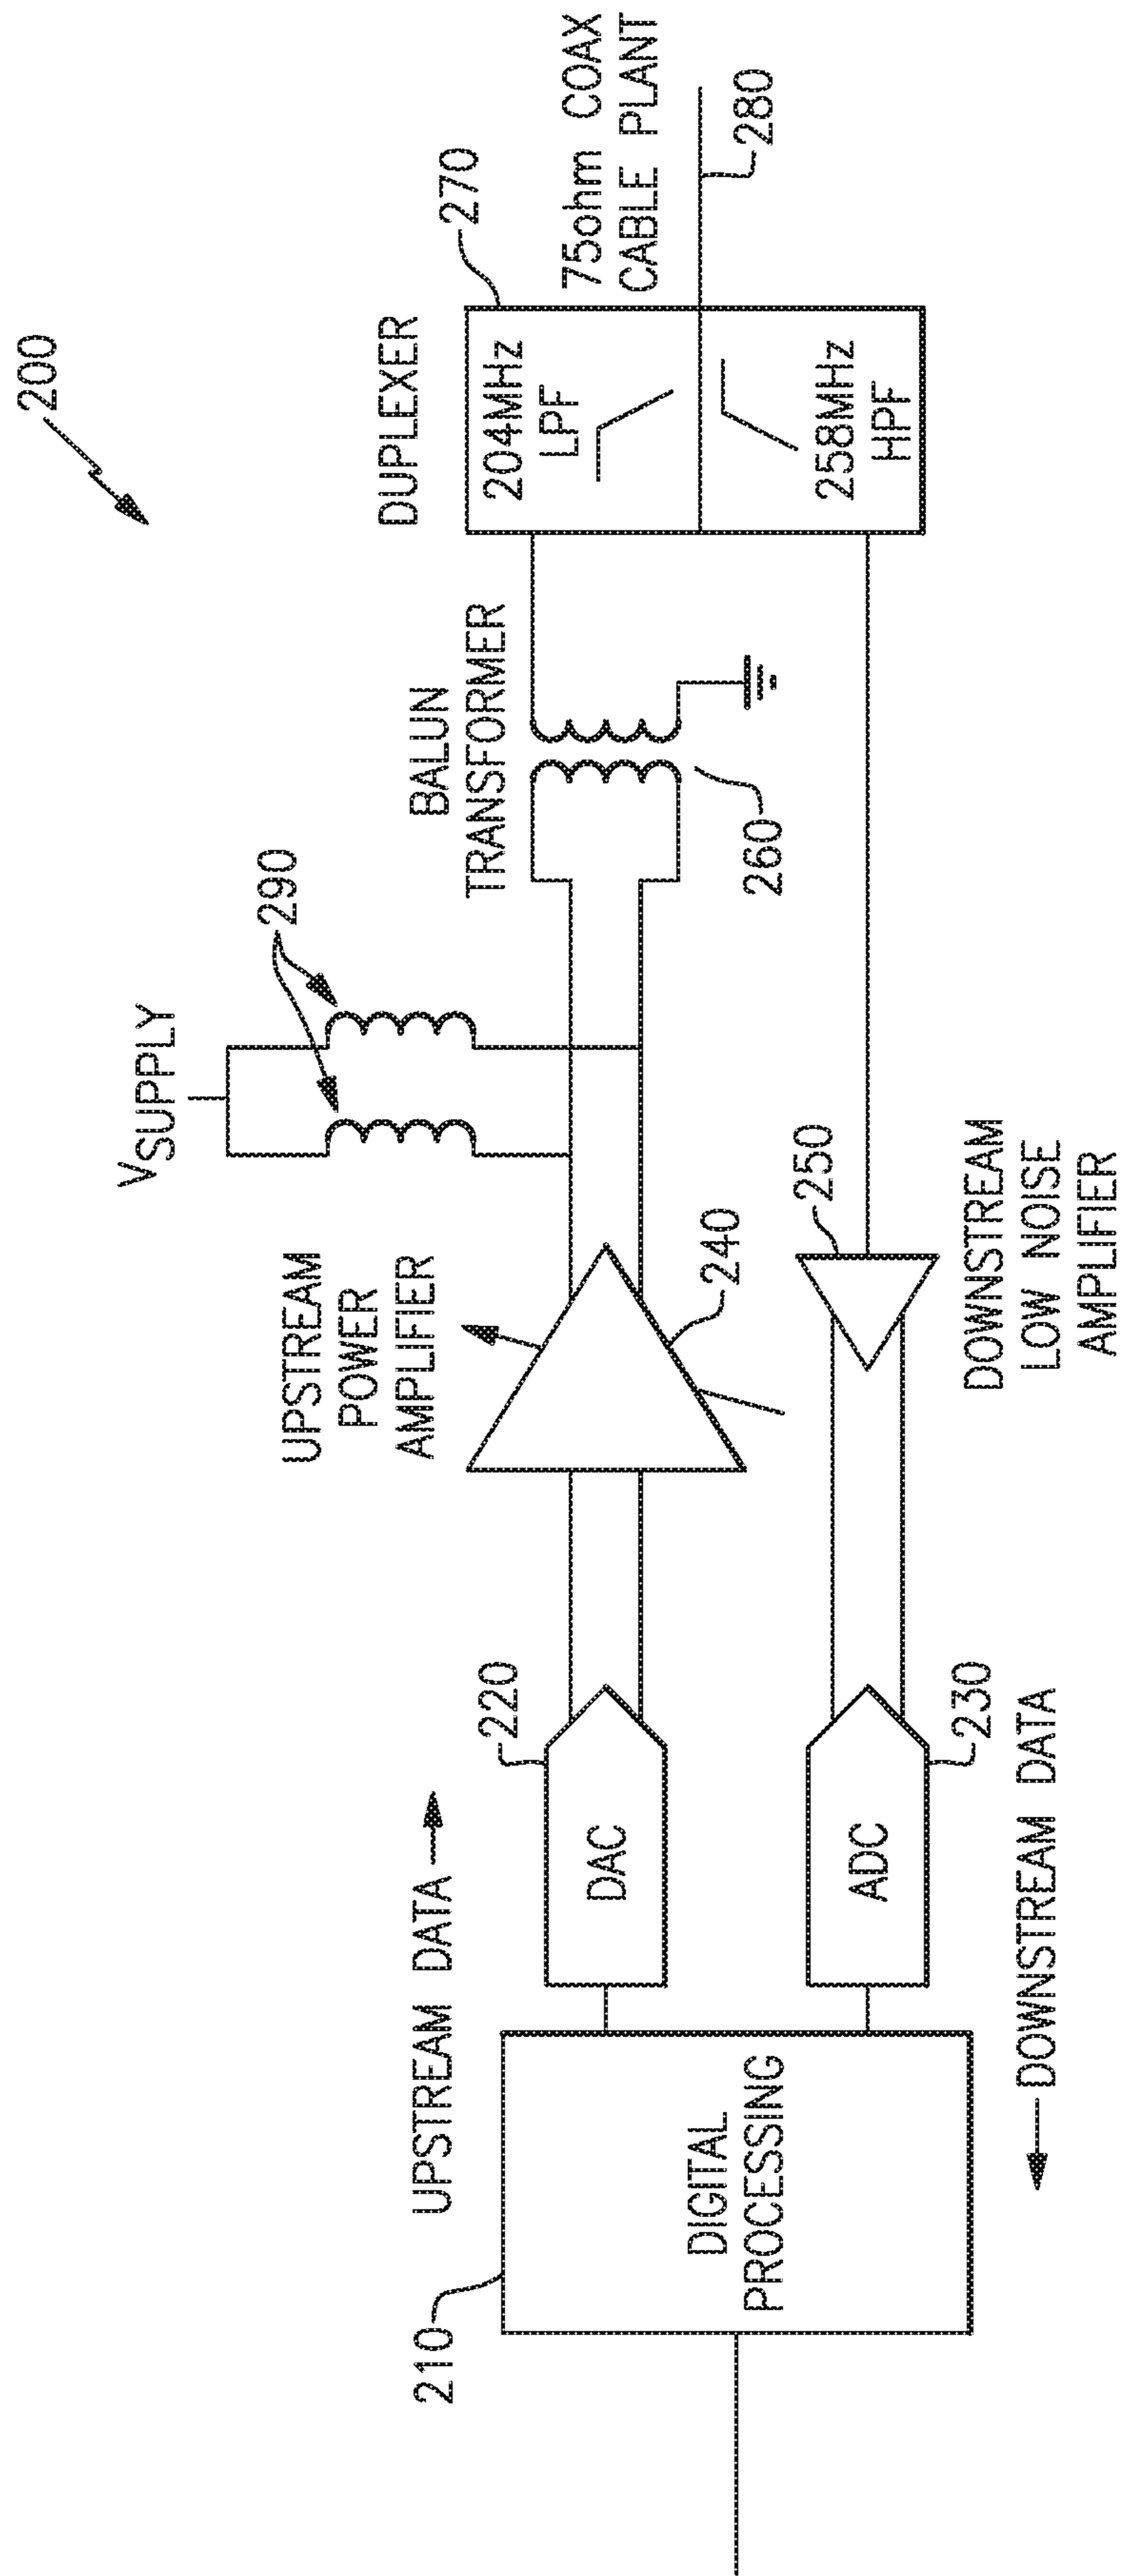 200
VSUPPLY
290
UPSTREAM
POWER
AMPLIFIER
240
BALUN
TRANSFORMER
260
DUPLEXER
270
204MHz
LPF
258MHz
HPF
75ohm COAX
CABLE PLANT
280
UPSTREAM DATA
210
DIGITAL
PROCESSING
220
DAC
ADC
230
250
DOWNSTREAM
LOW NOISE
AMPLIFIER
DOWNSTREAM DATA